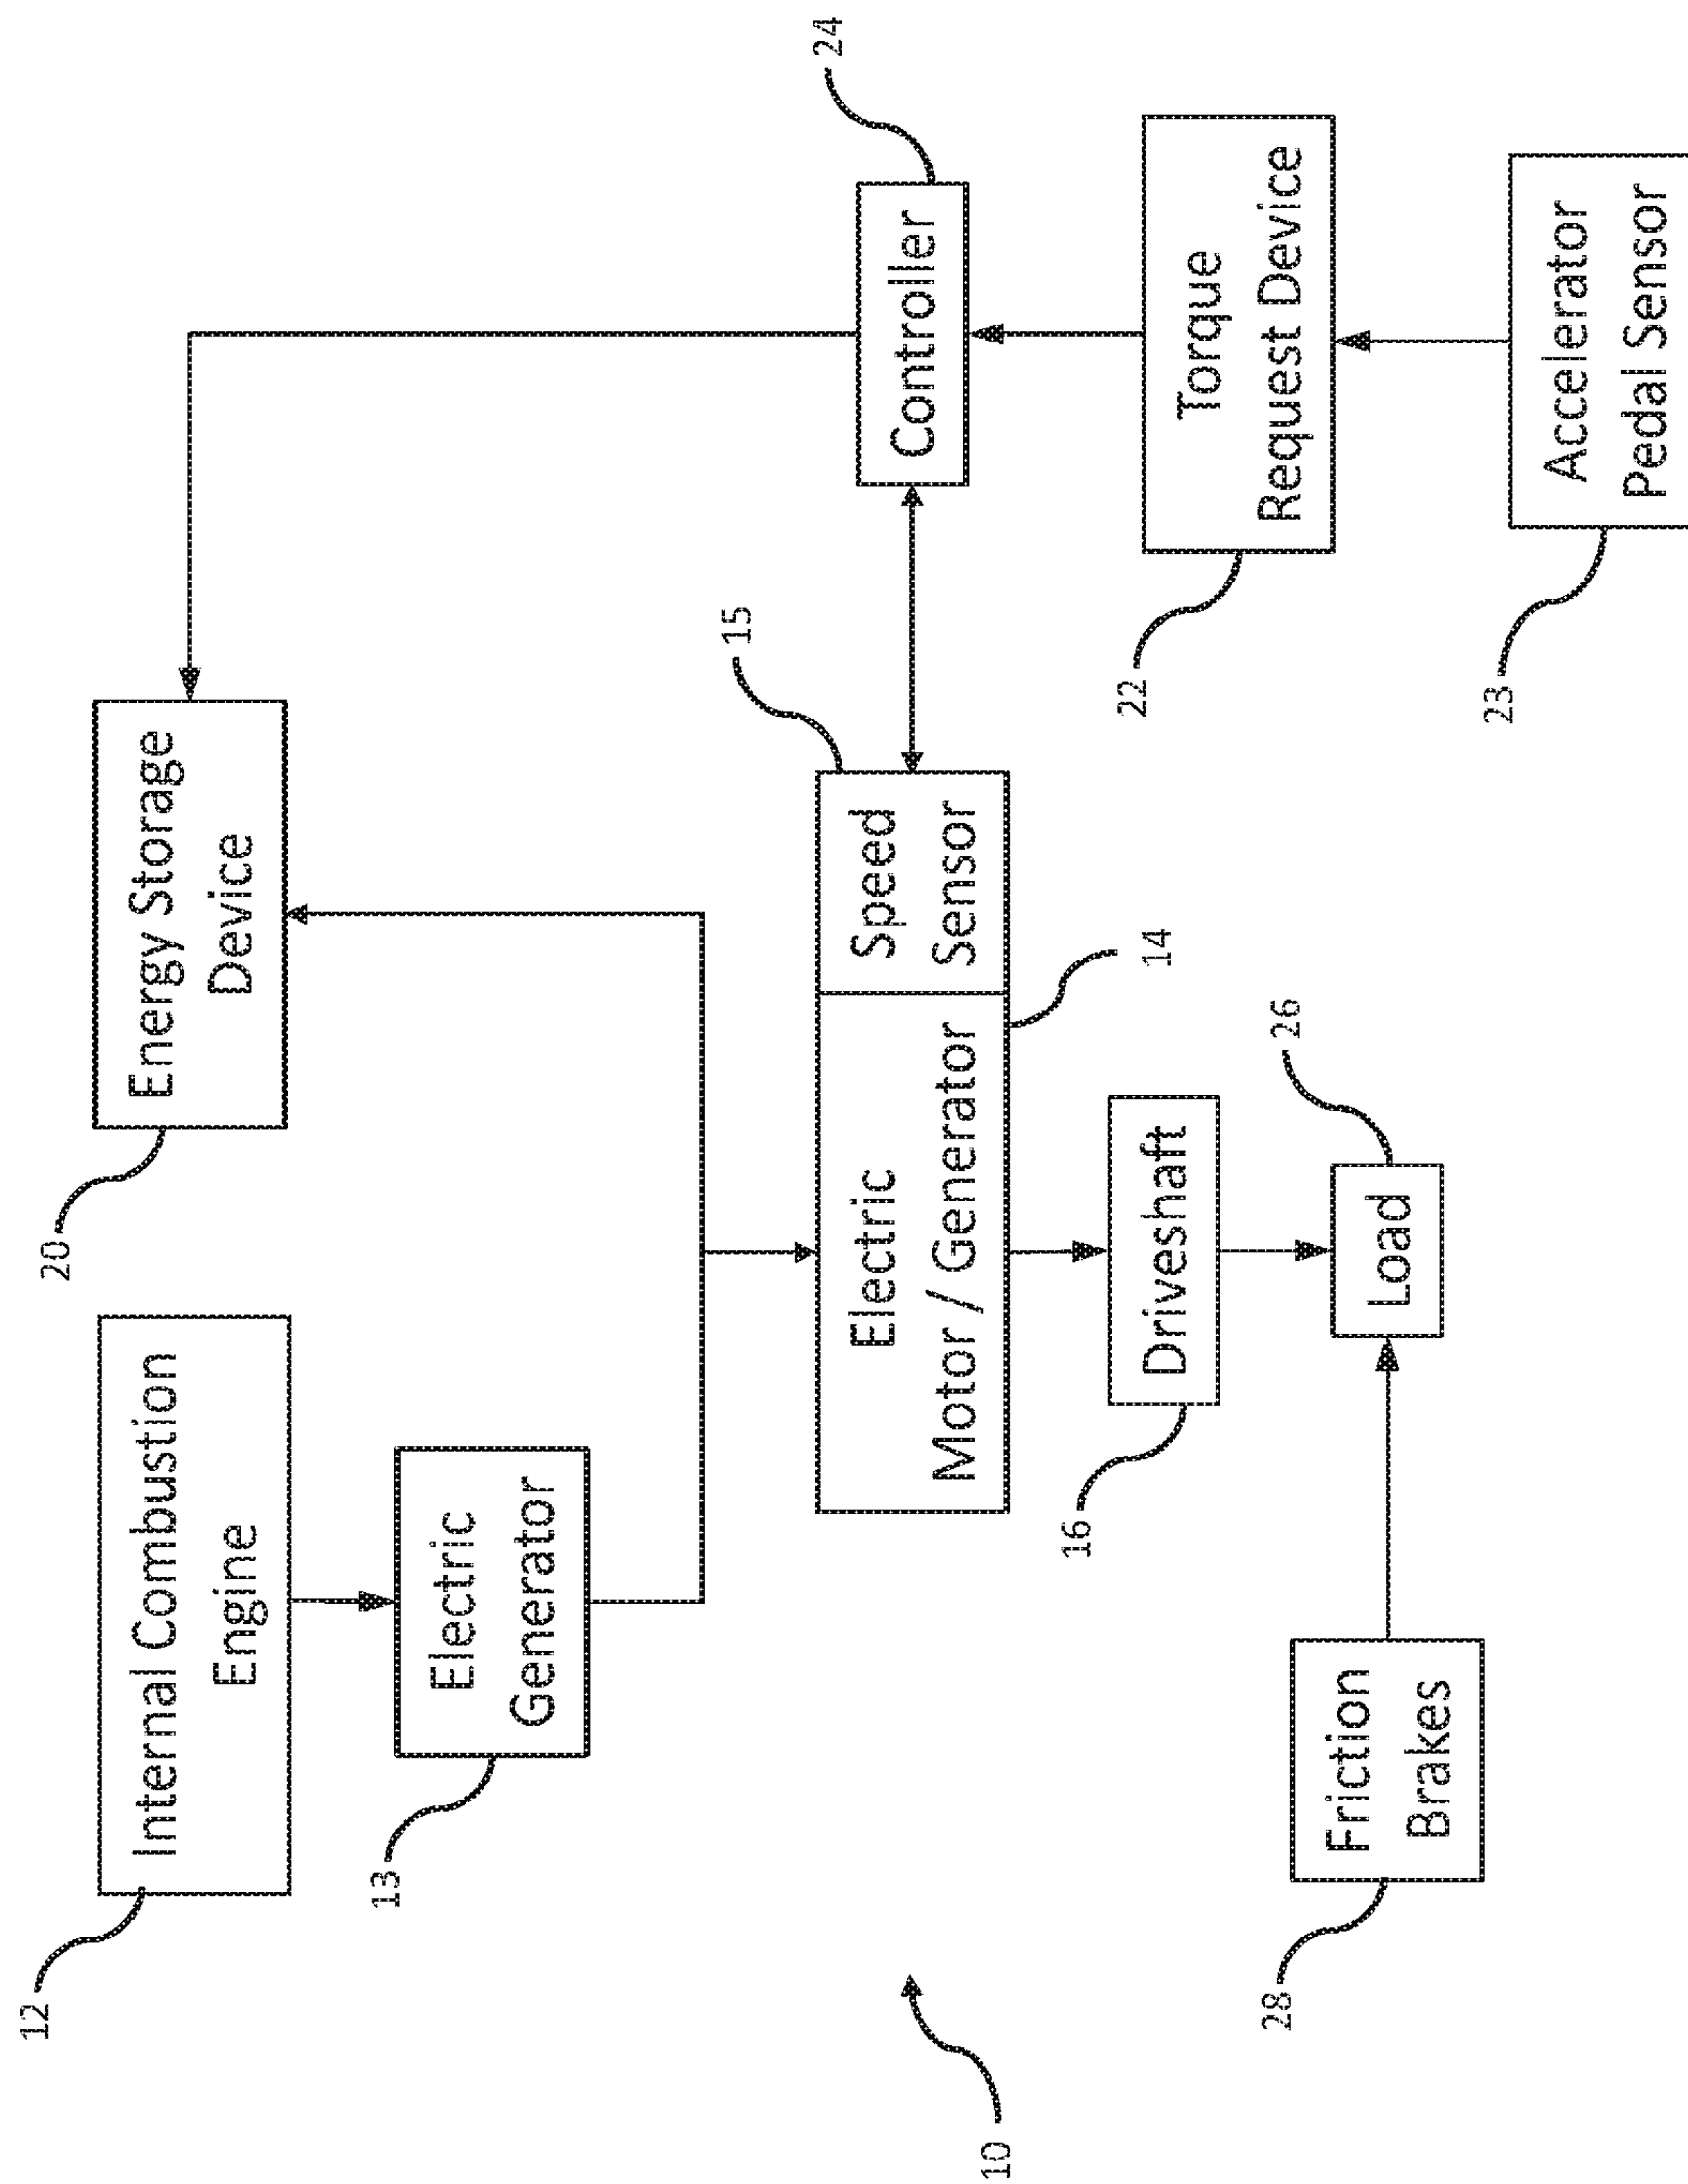 12
Internal Combustion
Engine
20
Energy Storage
Device
13
Electric
Generator
15
Electric
Motor / Generator
Speed
Sensor
14
24
Controller
16
Driveshaft
22
Torque
Request Device
26
Load
28
Friction
Brakes
23
Accelerator
Pedal Sensor
10